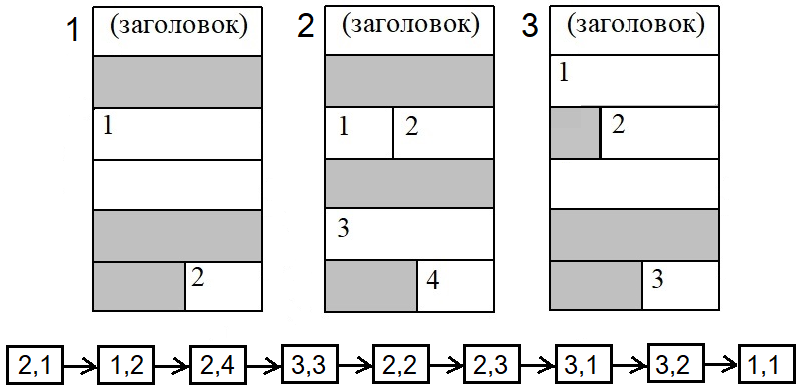 1 (заголовок) 2 (заголовок) 3 (заголовок)
1
1 1 2 2
3
2 4 3
2,1 1,2 2,4 3,3 2,2 2,3 3,1 3,2 1,1